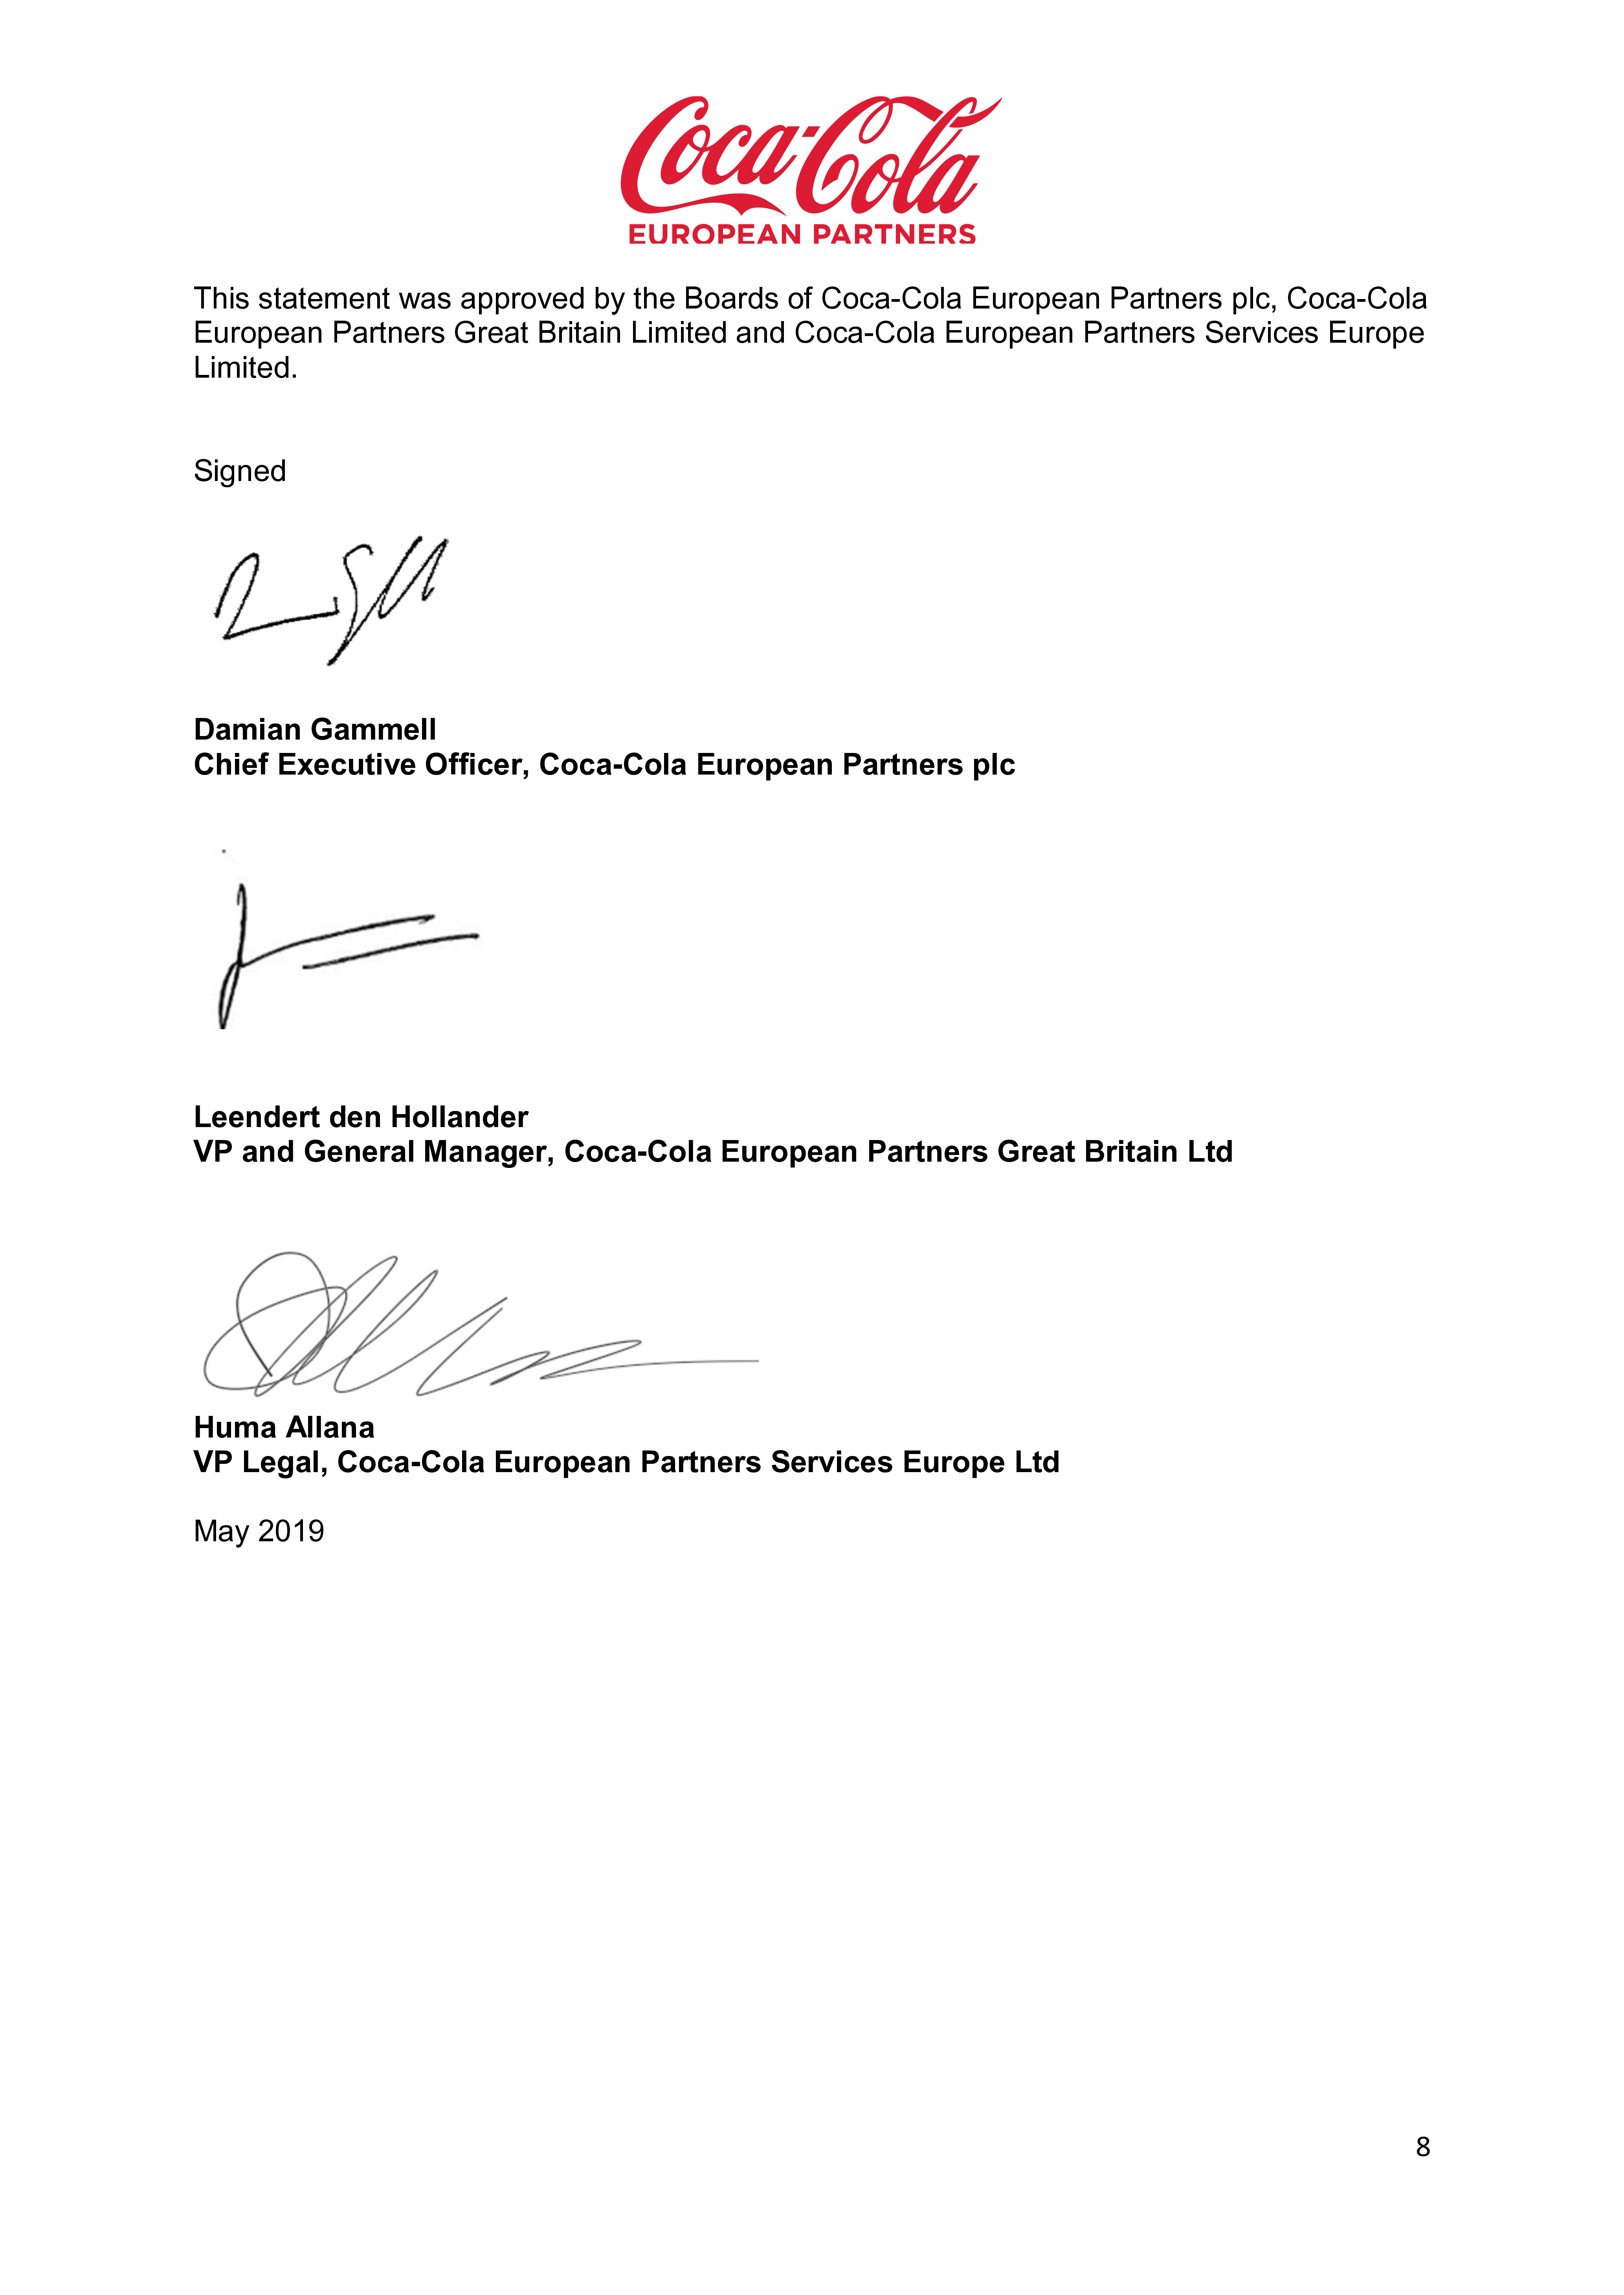 Coca-Cola
EUROPEAN PARTNERS
This statement was approved by the Boards of Coca-Cola European Partners plc, Coca-Cola
European Partners Great Britain Limited and Coca-Cola European Partners Services Europe
Limited.
Signed
Damian Gammell
Chief Executive Officer, Coca-Cola European Partners plc
Leendert den Hollander
VP and General Manager, Coca-Cola European Partners Great Britain Ltd
Huma Allana
VP Legal, Coca-Cola European Partners Services Europe Ltd
May 2019
8